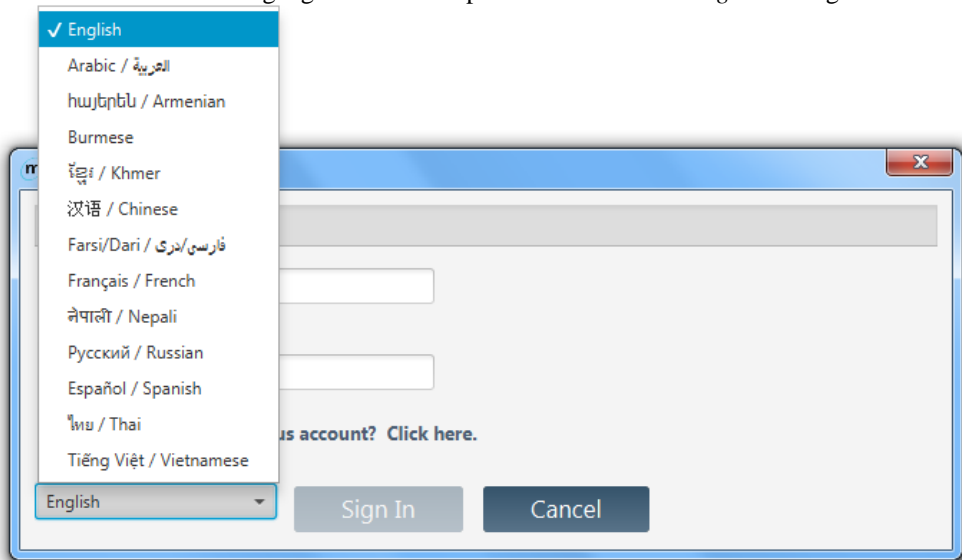 ✓ English
Arabic / العربية
հայերեն / Armenian
Burmese
ខ្មែរ / Khmer
汉语 / Chinese
Farsi/Dari / فارسی/دری
Français / French
नेपाली / Nepali
Русский / Russian
Español / Spanish
ไทย / Thai
Tiếng Việt / Vietnamese
us account? Click here.
English
Sign In
Cancel